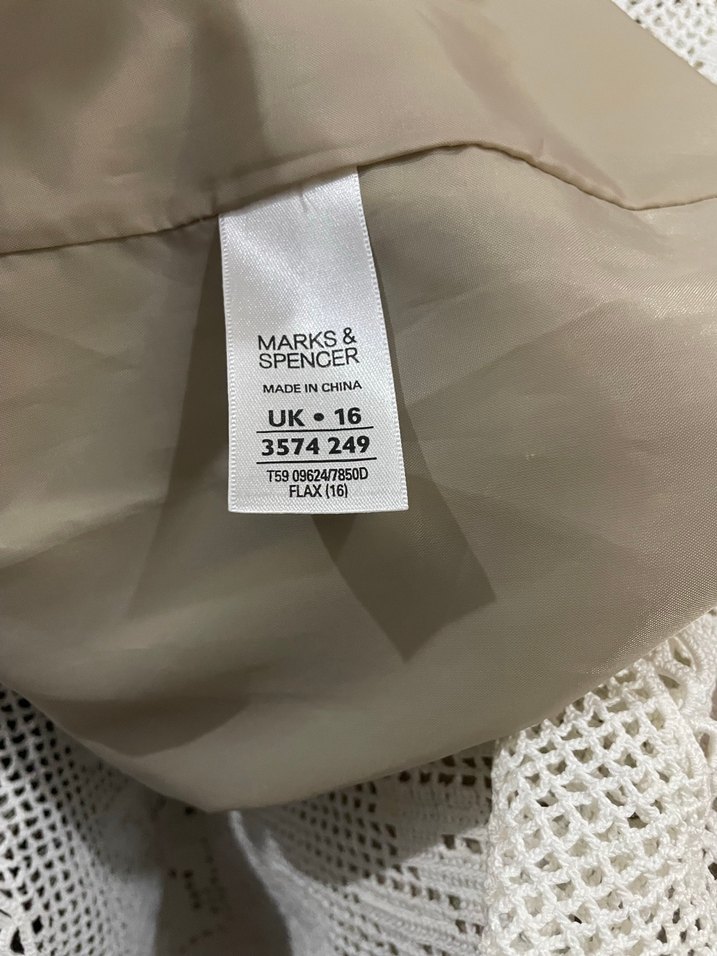 MARKS &
SPENCER
MADE IN CHINA
UK • 16
3574 249
T59 09624/7850D
FLAX (16)